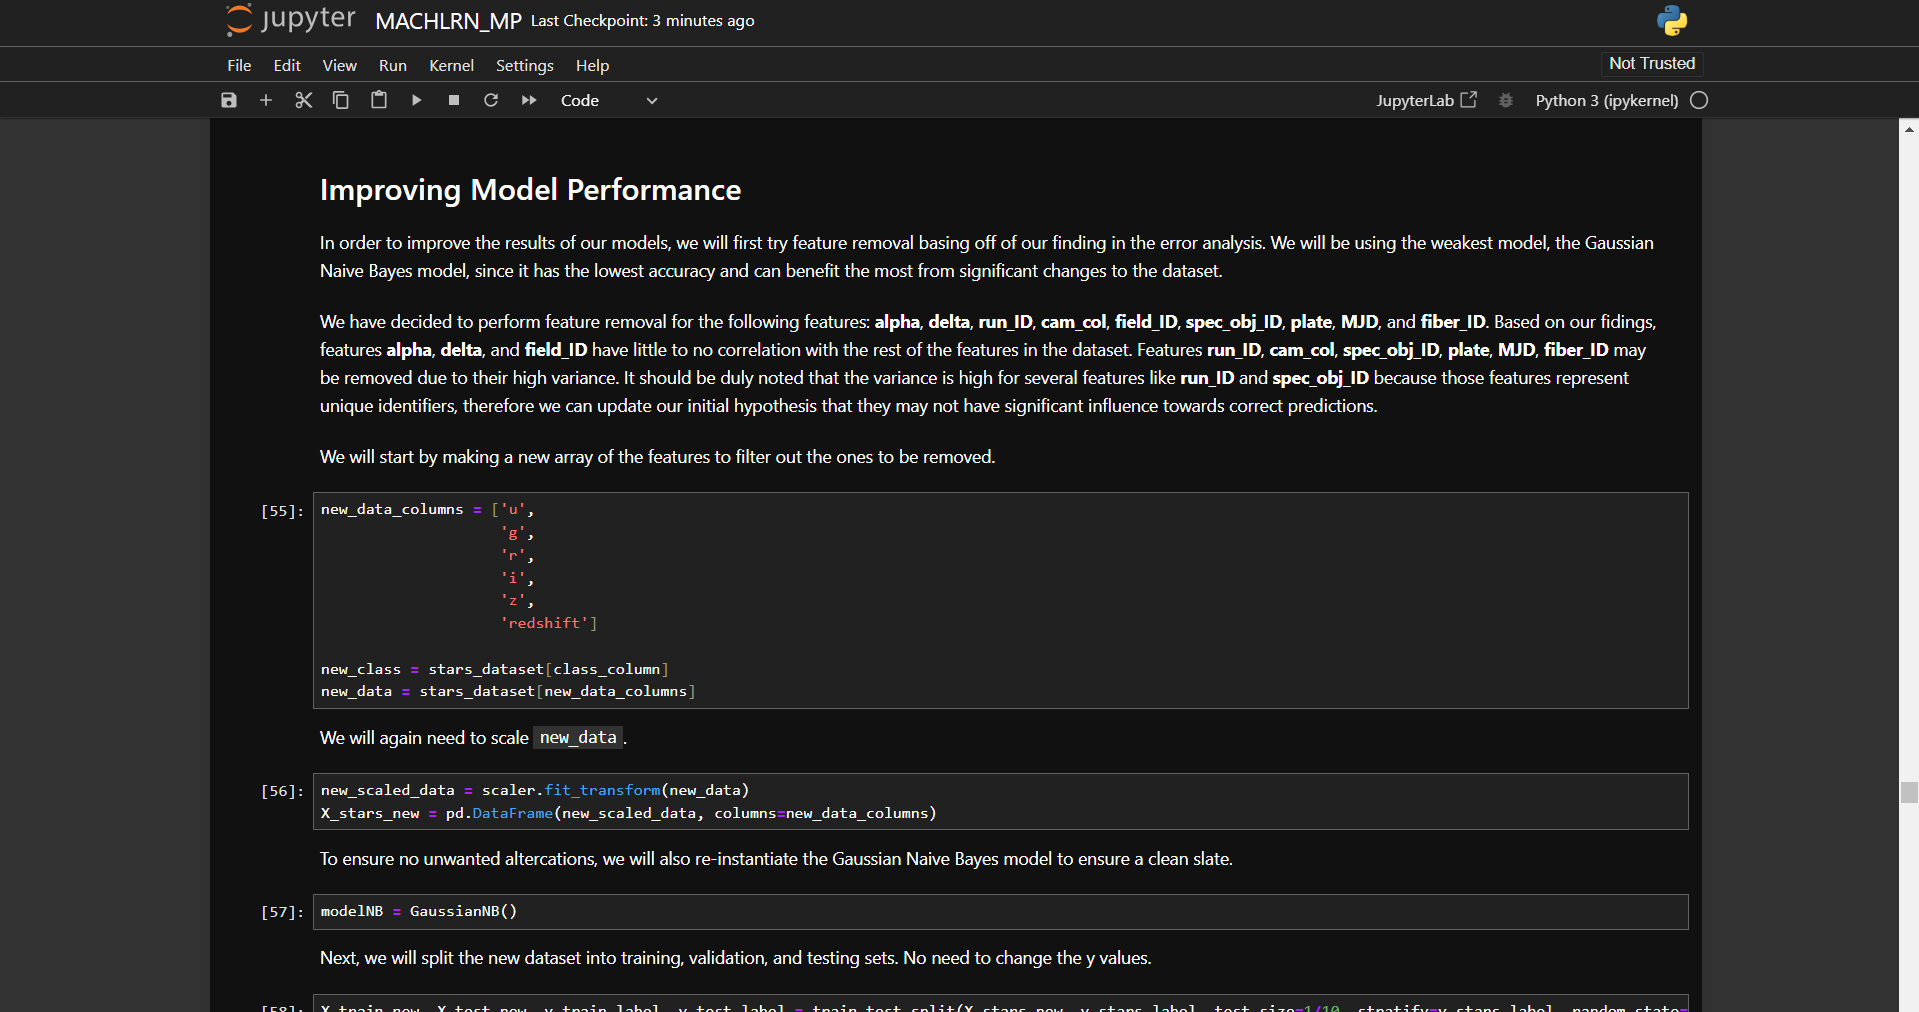 jupyter MACHLRN_MP Last Checkpoint: 3 minutes ago
File Edit View Run Kernel Settings Help Not Trusted
Code JupyterLab Python 3 (ipykernel)
Improving Model Performance
In order to improve the results of our models, we will first try feature removal basing off of our finding in the error analysis. We will be using the weakest model, the Gaussian
Naive Bayes model, since it has the lowest accuracy and can benefit the most from significant changes to the dataset.
We have decided to perform feature removal for the following features: alpha, delta, run_ID, cam_col, field_ID, spec_obj_ID, plate, MJD, and fiber_ID. Based on our fidings,
features alpha, delta, and field_ID have little to no correlation with the rest of the features in the dataset. Features run_ID, cam_col, spec_obj_ID, plate, MJD, fiber_ID may
be removed due to their high variance. It should be duly noted that the variance is high for several features like run_ID and spec_obj_ID because those features represent
unique identifiers, therefore we can update our initial hypothesis that they may not have significant influence towards correct predictions.
We will start by making a new array of the features to filter out the ones to be removed.
[55]: new_data_columns = ['u',
'g',
'r',
'i',
'z',
'redshift']
new_class = stars_dataset[class_column]
new_data = stars_dataset[new_data_columns]
We will again need to scale new_data.
[56]: new_scaled_data = scaler.fit_transform(new_data)
X_stars_new = pd.DataFrame(new_scaled_data, columns=new_data_columns)
To ensure no unwanted altercations, we will also re-instantiate the Gaussian Naive Bayes model to ensure a clean slate.
[57]: modelNB = GaussianNB()
Next, we will split the new dataset into training, validation, and testing sets. No need to change the y values.
[58]: X_train_new, X_test_new, y_train_label, y_test_label = train_test_split(X_stars_new, y_stars_label, test_size=1/10, stratify=y_stars_label, random_state=